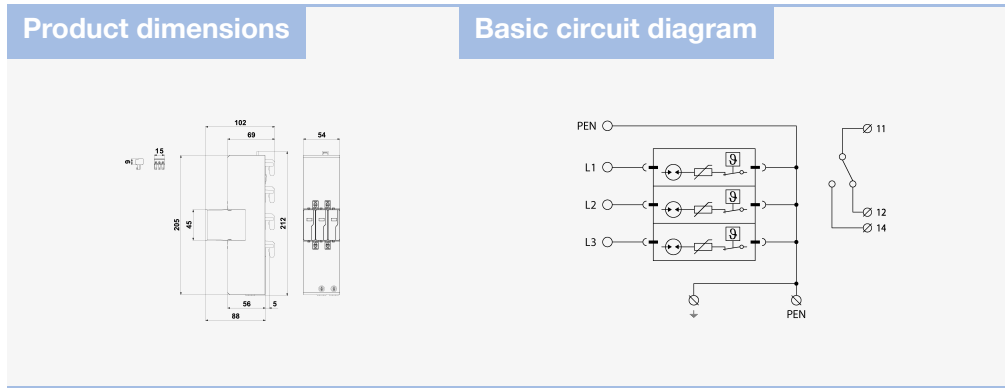 Product dimensions
Basic circuit diagram
102
69
54
15
9
205
45
212
56
5
88
PEN
L1
L2
L3
ϑ
ϑ
ϑ
11
12
14
PEN